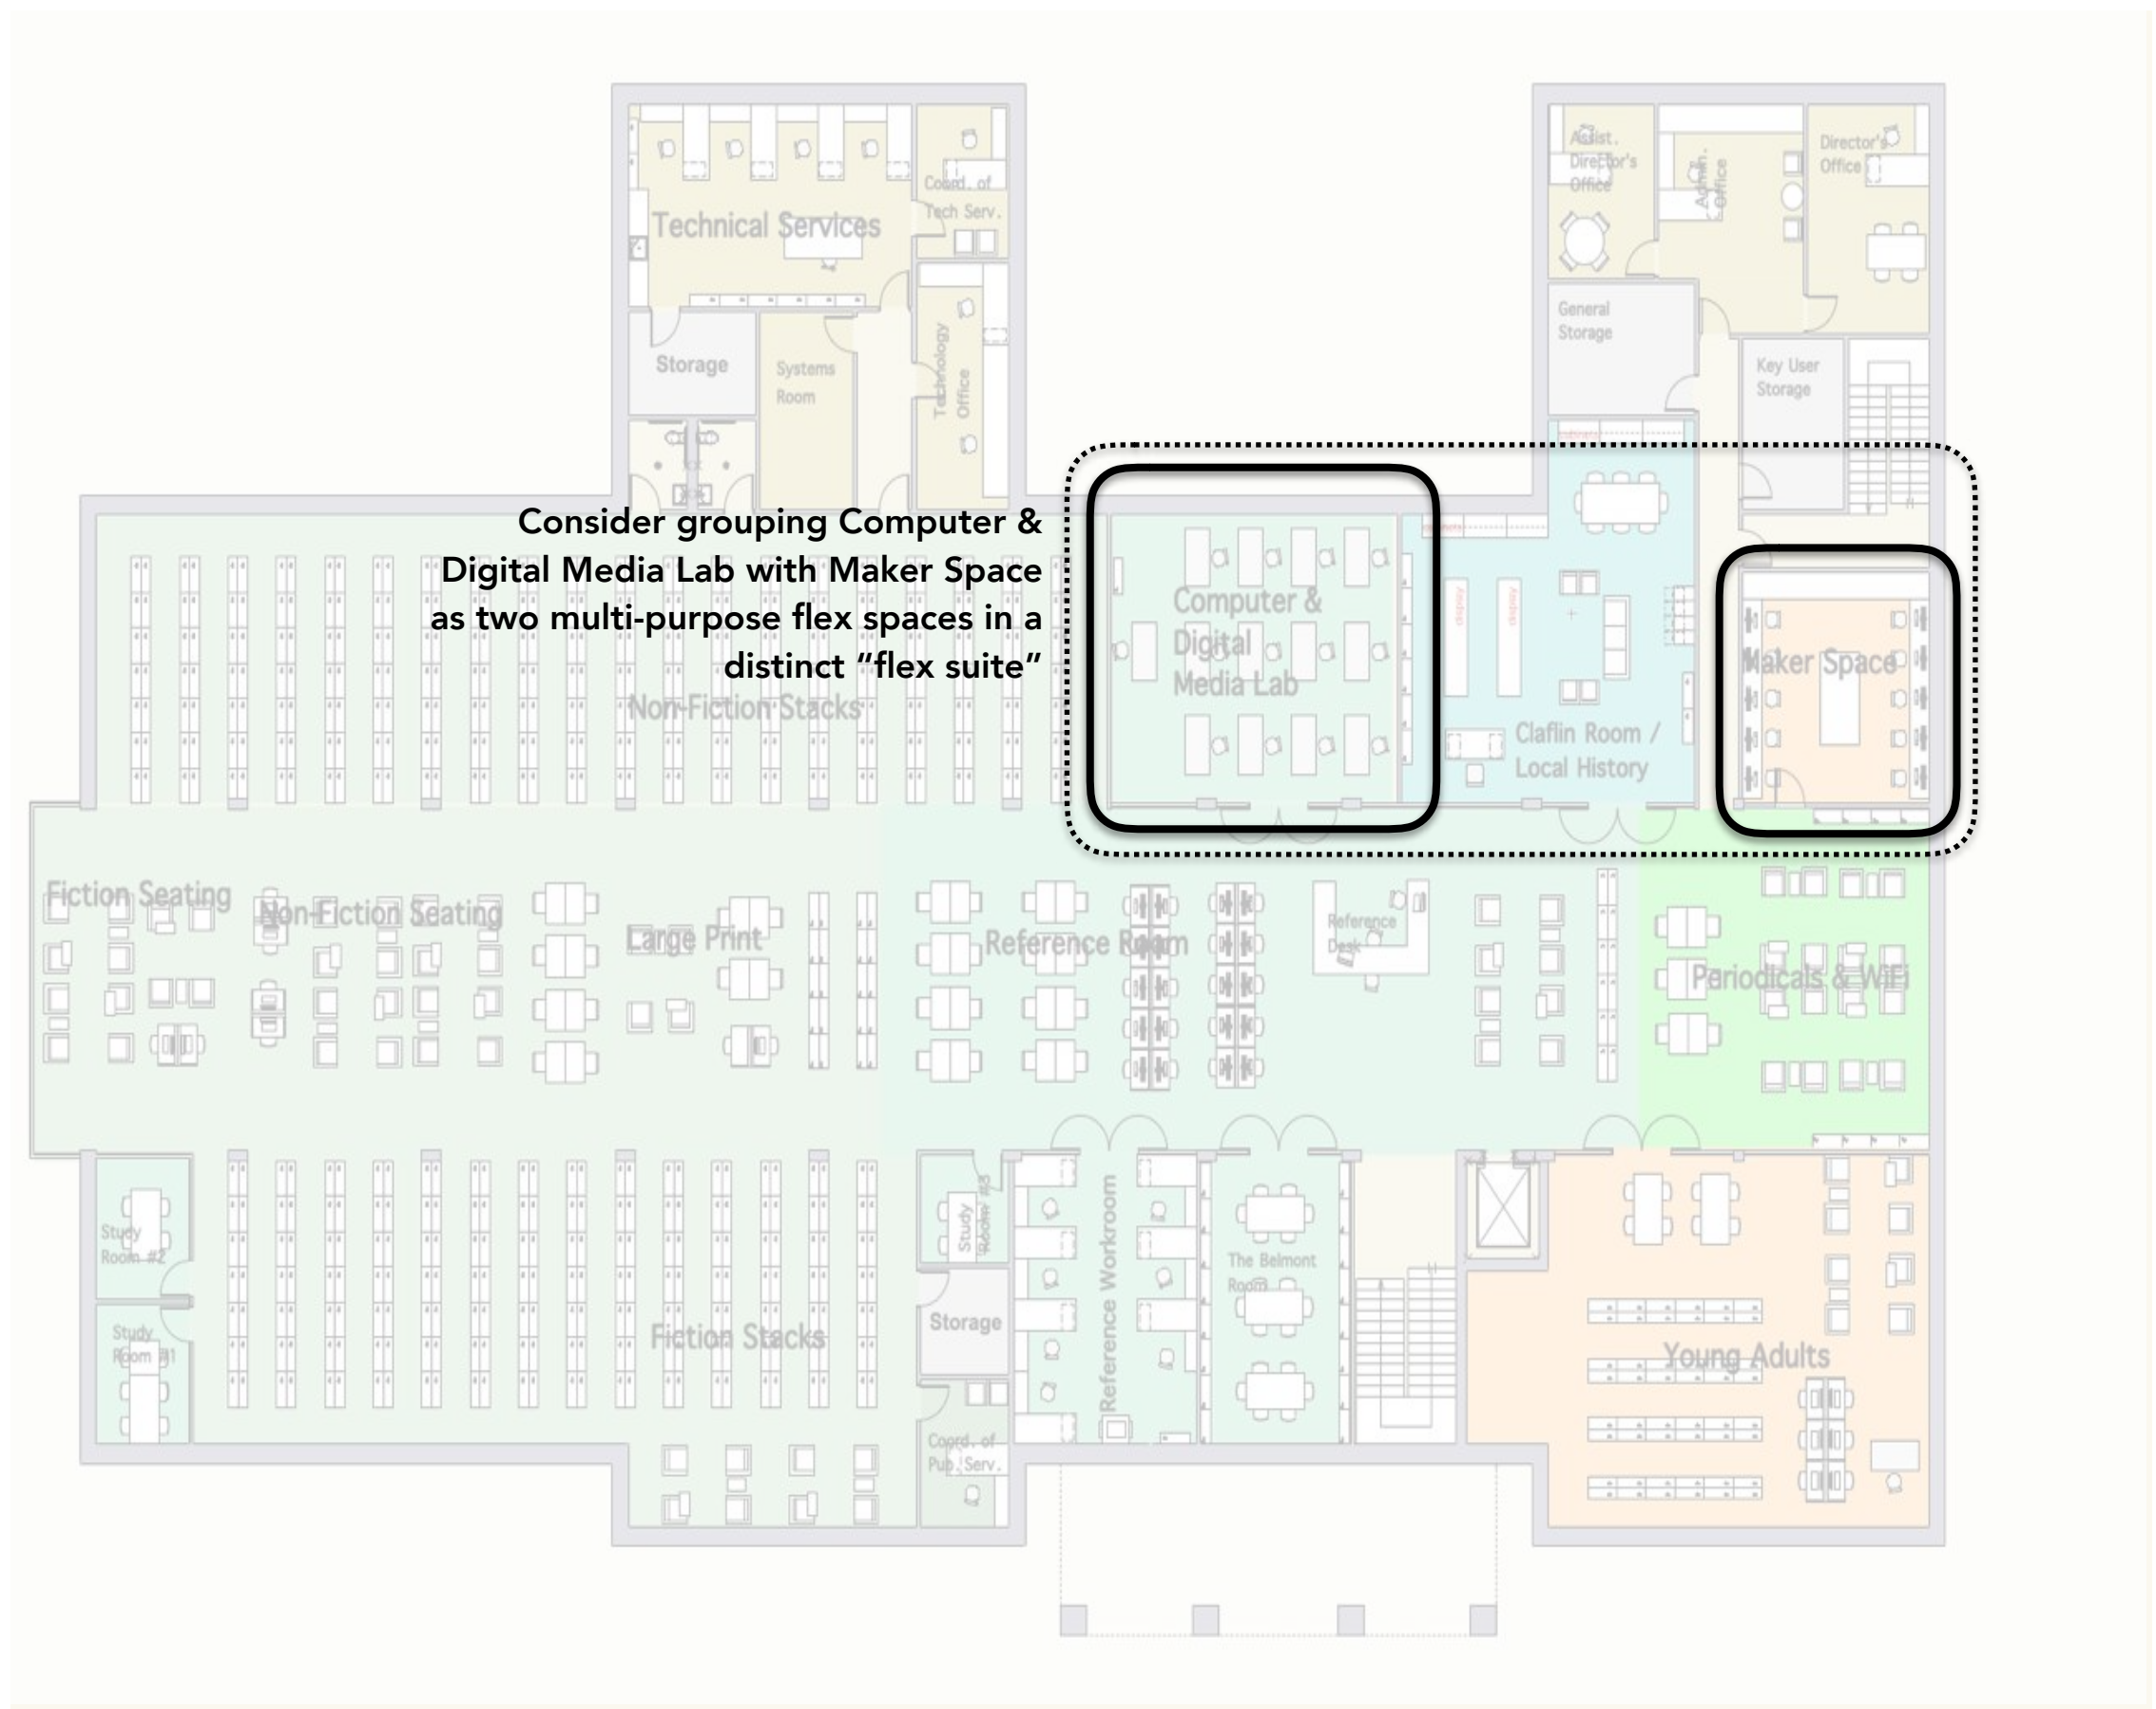 Assist.
Director's
Office
Admin.
Office
Director's
Office
Coord. of
Tech Serv.
Technical Services
General
Storage
Storage
Systems
Room
Technology
Office
Key User
Storage
cabinets
Consider grouping Computer &
Digital Media Lab with Maker Space
as two multi-purpose flex spaces in a
distinct “flex suite”
Non-Fiction Stacks
Computer &
Digital
Media Lab
display
display
Claflin Room /
Local History
Maker Space
Fiction Seating
Non-Fiction Seating
Large Print
Reference Room
Reference
Desk
Periodicals & WiFi
Study
Room #2
Study
Room #1
Fiction Stacks
Study
Room #3
Storage
Coord. of
Pub. Serv.
Reference Workroom
The Belmont
Room
Young Adults